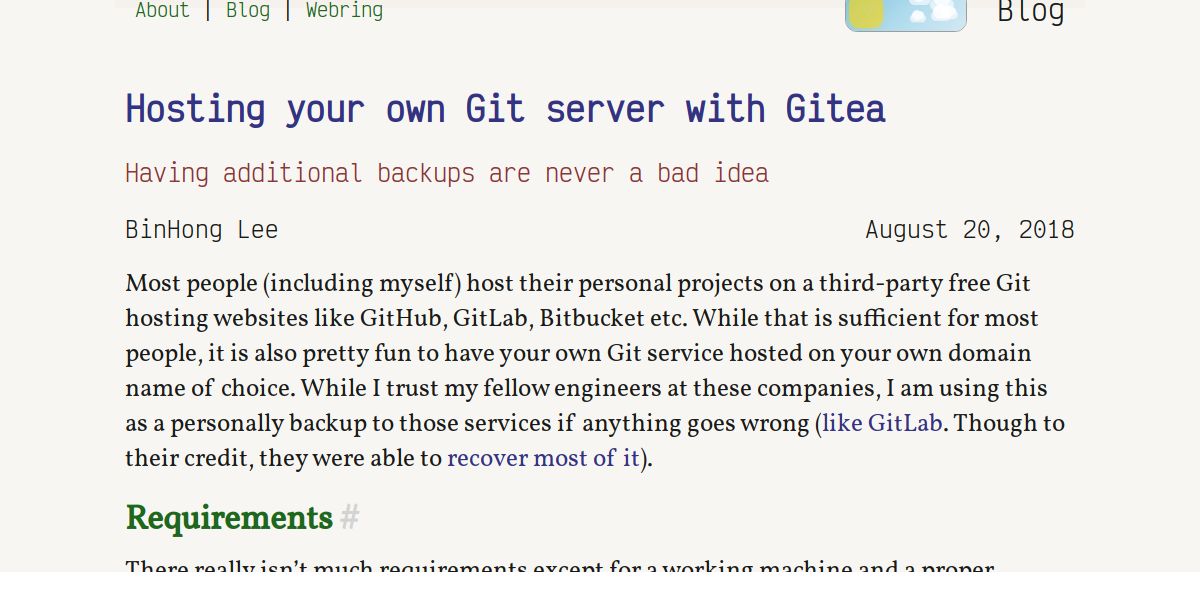 About | Blog | Webring
Blog
Hosting your own Git server with Gitea
Having additional backups are never a bad idea
BinHong Lee
August 20, 2018
Most people (including myself) host their personal projects on a third-party free Git
hosting websites like GitHub, GitLab, Bitbucket etc. While that is sufficient for most
people, it is also pretty fun to have your own Git service hosted on your own domain
name of choice. While I trust my fellow engineers at these companies, I am using this
as a personally backup to those services if anything goes wrong (like GitLab. Though to
their credit, they were able to recover most of it).
Requirements #
There really isn’t much requirements except for a working machine and a proper